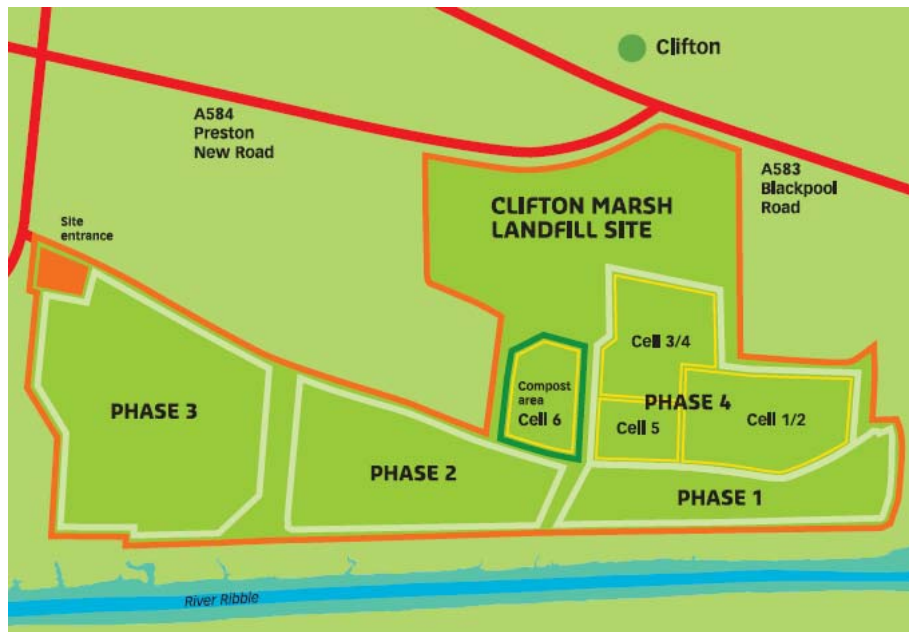 Clifton
A584
Preston
New Road
A583
Blackpool
Road
CLIFTON MARSH
LANDFILL SITE
Site
entrance
Cell 3/4
Compost
area
Cell 6
PHASE 4
Cell 5
Cell 1/2
PHASE 3
PHASE 2
PHASE 1
River Ribble